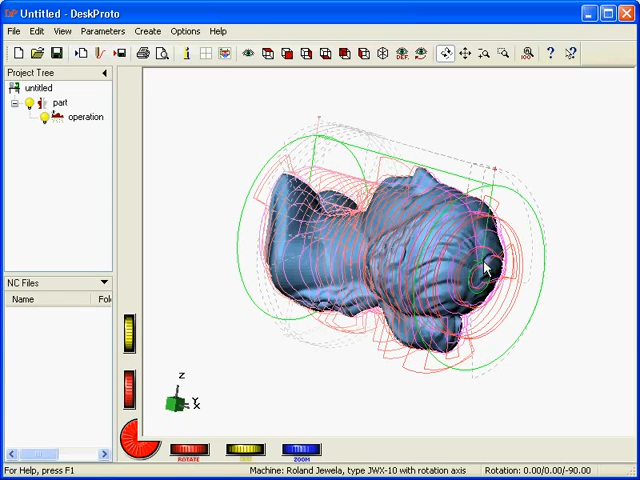 DP Untitled - DeskProto
File Edit View Parameters Create Options Help
Project Tree
untitled
part
operation
NC Files
Name Fol
Z
Y
X
ROTATE ZOOM
For Help, press F1 Machine: Roland Jewela, type JWX-10 with rotation axis Rotation: 0.00/0.00/-90.00